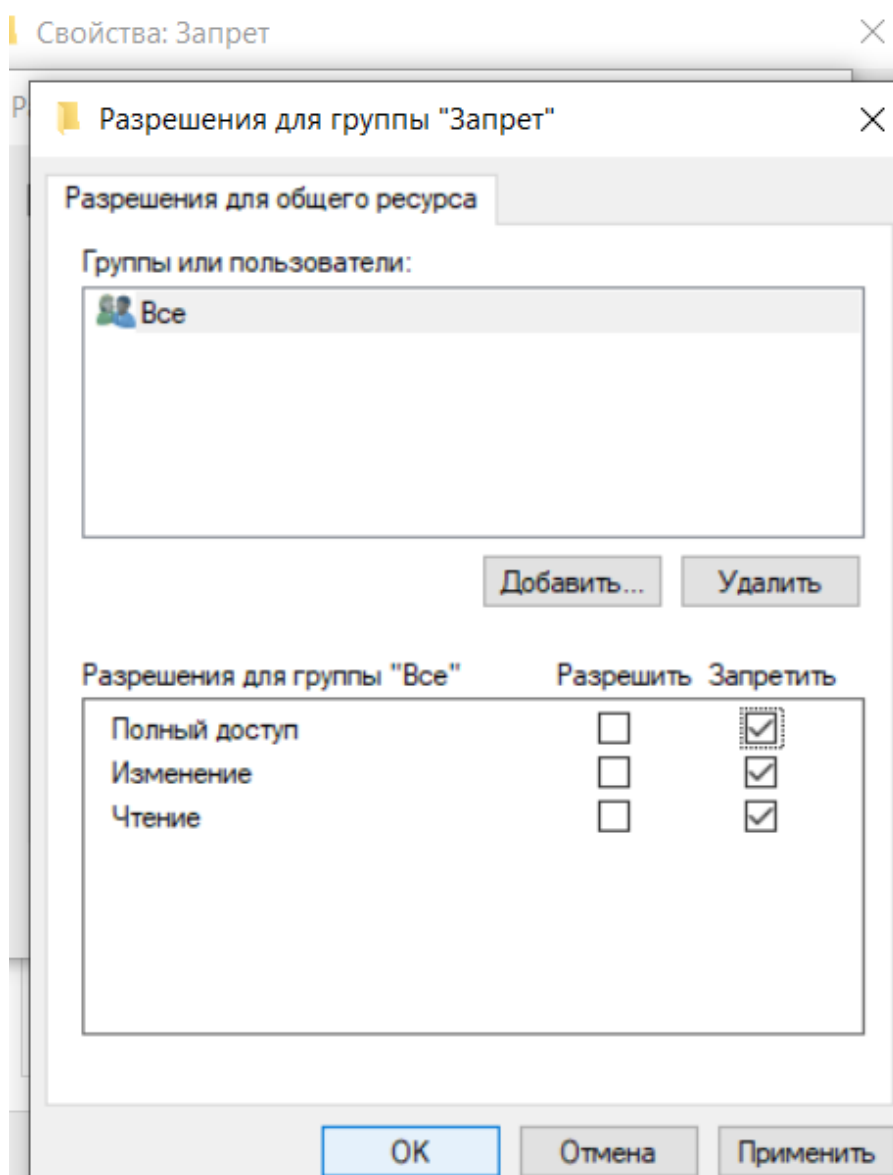 Свойства: Запрет
Разрешения для группы "Запрет"
Разрешения для общего ресурса
Группы или пользователи:
Все
Добавить... Удалить
Разрешения для группы "Все" Разрешить Запретить
Полный доступ
Изменение
Чтение
ОК Отмена Применить